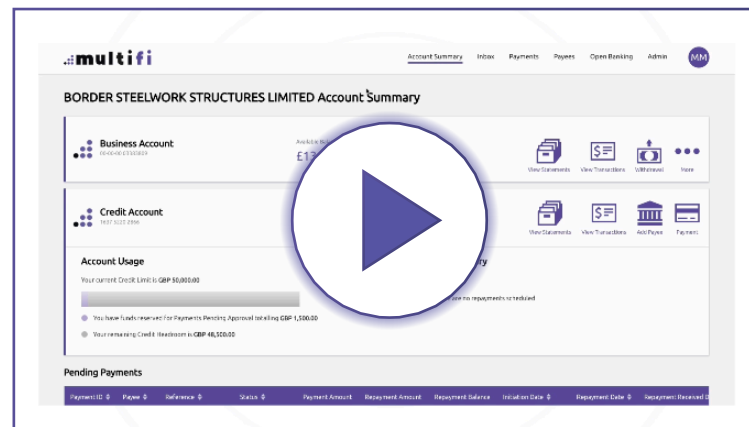 multifi
Account Summary Inbox Payments Payees Open Banking Admin MM
BORDER STEELWORK STRUCTURES LIMITED Account Summary
Business Account
Available
£13
View Statements View Transactions Withdrawal More
Credit Account
View Statements View Transactions Add Payee Payment
Account Usage
Your current Credit Limit is GBP 50,000.00
are no repayments scheduled
You have funds reserved for Payments Pending Approval totalling GBP 1,500.00
Your remaining Credit Headroom is GBP 48,500.00
Pending Payments
Payment ID Payee Reference Status Payment Amount Repayment Amount Repayment Balance Initiation Date Repayment Date Repayment Received D